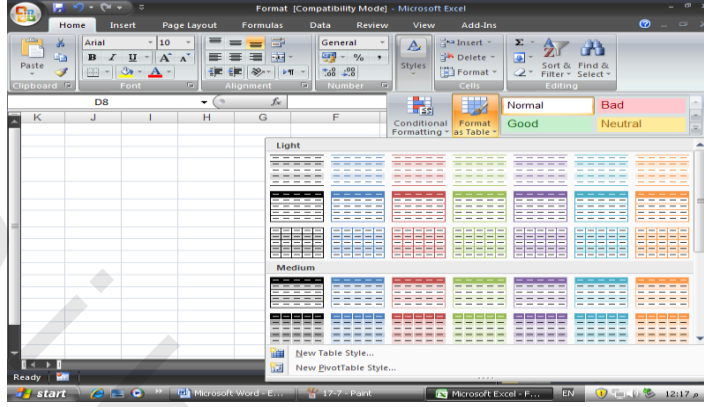 Format [Compatibility Mode] - Microsoft Excel
Home Insert Page Layout Formulas Data Review View Add-Ins
Arial 10 General Insert Σ
Paste B I U A A % , Styles Delete Sort & Find &
A Format Filter Select
Clipboard Font Alignment Number Cells Editing
D8 fx Normal Bad
K J I H G F Conditional Format Good Neutral
Formatting as Table
Light
Medium
New Table Style...
New PivotTable Style...
Ready
start Microsoft Word - E... 17-7 - Paint Microsoft Excel - F... EN 12:17 م